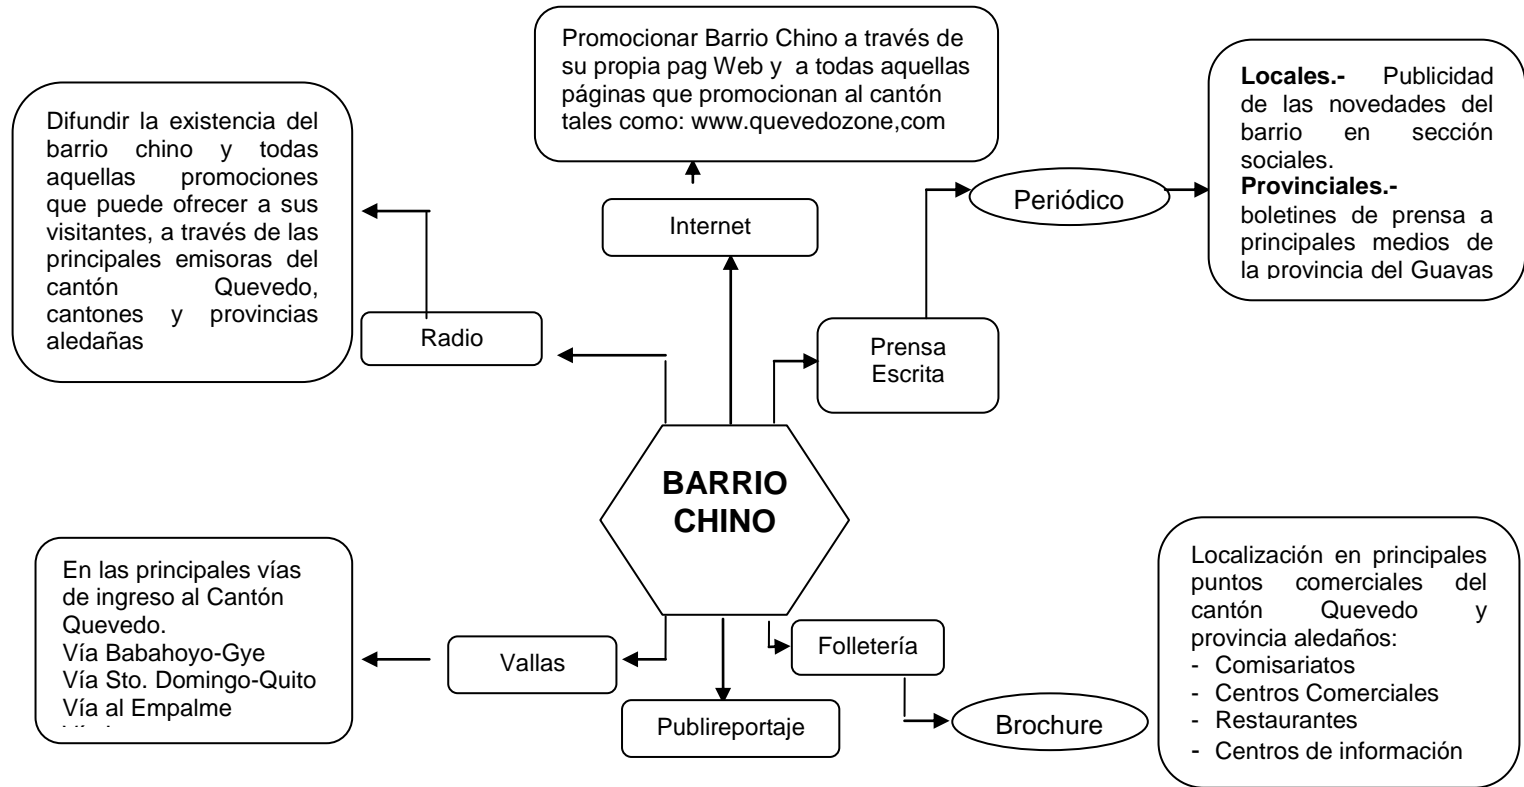 Promocionar Barrio Chino a través de
su propia pag Web y a todas aquellas
páginas que promocionan al cantón
tales como: www.quevedozone,com
Locales.- Publicidad
de las novedades del
barrio en sección
sociales.
Provinciales.-
boletines de prensa a
principales medios de
la provincia del Guayas
Difundir la existencia del
barrio chino y todas
aquellas promociones
que puede ofrecer a sus
visitantes, a través de las
principales emisoras del
cantón Quevedo,
cantones y provincias
aledañas
Internet
Periódico
Radio
Prensa
Escrita
BARRIO
CHINO
En las principales vías
de ingreso al Cantón
Quevedo.
Vía Babahoyo-Gye
Vía Sto. Domingo-Quito
Vía al Empalme
Vallas
Publireportaje
Folletería
Brochure
Localización en principales
puntos comerciales del
cantón Quevedo y
provincia aledaños:
- Comisariatos
- Centros Comerciales
- Restaurantes
- Centros de información